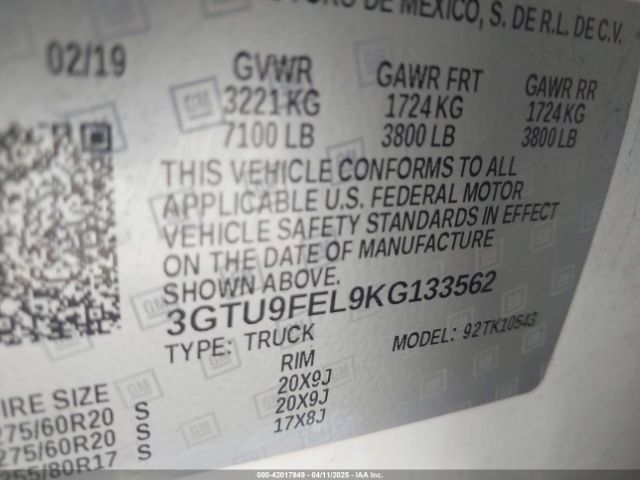 DE MEXICO, S. DE R.L. DE C.V.
02/19 GVWR GAWR FRT GAWR RR
3221 KG 1724 KG 1724 KG
7100 LB 3800 LB 3800 LB
THIS VEHICLE CONFORMS TO ALL
APPLICABLE U.S. FEDERAL MOTOR
VEHICLE SAFETY STANDARDS IN EFFECT
ON THE DATE OF MANUFACTURE
SHOWN ABOVE.
3GTU9FEL9KG133562
TYPE: TRUCK MODEL: 92TK10543
IRE SIZE RIM
275/60R20 S 20X9J
275/60R20 S 20X9J
255/80R17 S 17X8J
000-42017949 - 04/11/2025 - Copyright IAA, Inc.